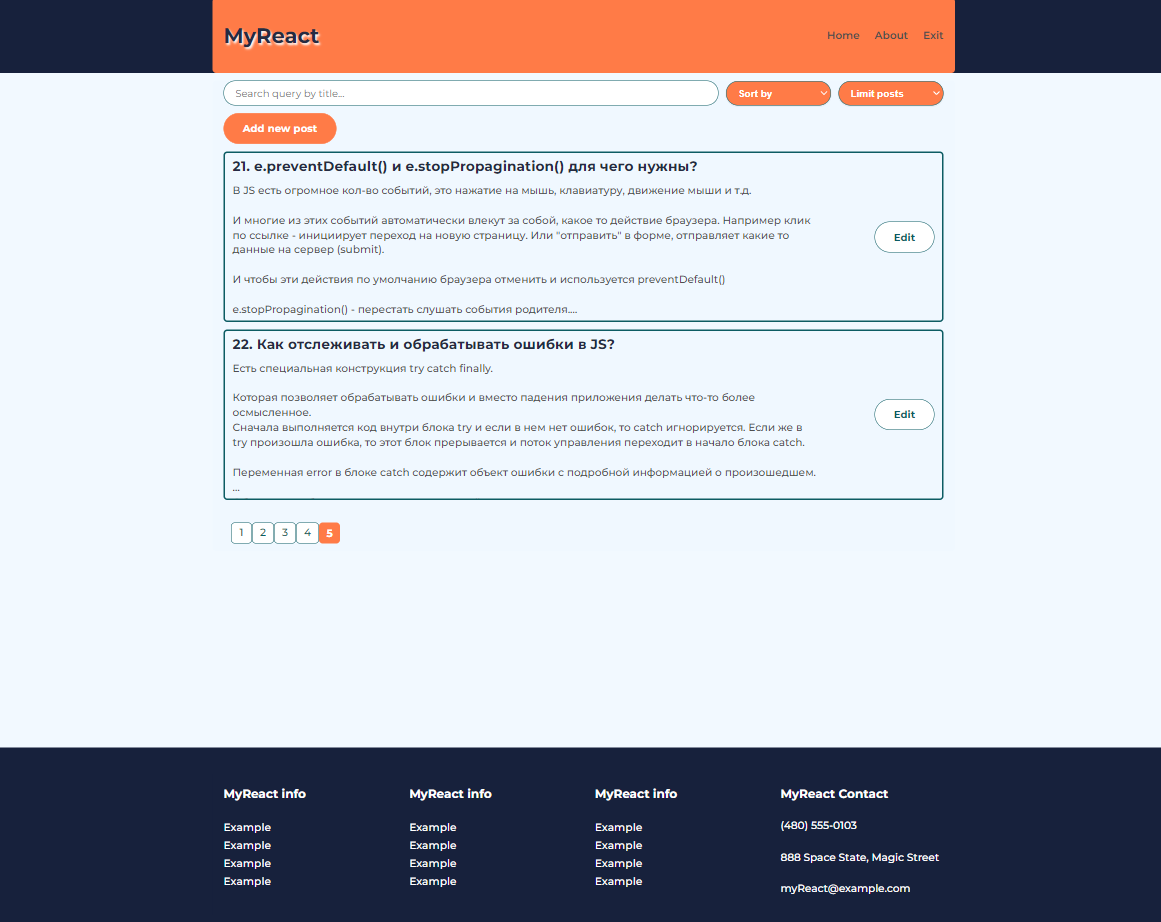 MyReact
Home About Exit
Search query by title...
Sort by
Limit posts
Add new post
21. e.preventDefault() и e.stopPropagination() для чего нужны?
В JS есть огромное кол-во событий, это нажатие на мышь, клавиатуру, движение мыши и т.д.
И многие из этих событий автоматически влекут за собой, какое то действие браузера. Например клик
по ссылке - инициирует переход на новую страницу. Или "отправить" в форме, отправляет какие то
данные на сервер (submit).
И чтобы эти действия по умолчанию браузера отменить и используется preventDefault()
e.stopPropagination() - перестать слушать события родителя....
Edit
22. Как отслеживать и обрабатывать ошибки в JS?
Есть специальная конструкция try catch finally.
Которая позволяет обрабатывать ошибки и вместо падения приложения делать что-то более
осмысленное.
Сначала выполняется код внутри блока try и если в нем нет ошибок, то catch игнорируется. Если же в
try произошла ошибка, то этот блок прерывается и поток управления переходит в начало блока catch.
Переменная error в блоке catch содержит объект ошибки с подробной информацией о произошедшем.
...
Edit
1 2 3 4 5
MyReact info
Example
Example
Example
Example
MyReact info
Example
Example
Example
Example
MyReact info
Example
Example
Example
Example
MyReact Contact
(480) 555-0103
888 Space State, Magic Street
myReact@example.com